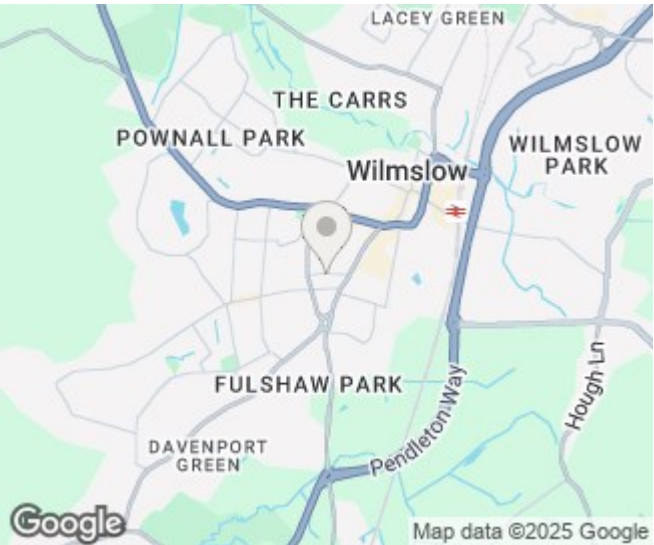 LACEY GREEN
THE CARRS
POWNALL PARK
WILMSLOW
PARK
Wilmslow
FULSHAW PARK
Hough Ln
DAVENPORT
GREEN
Pendleton Way
Google
Map data ©2025 Google